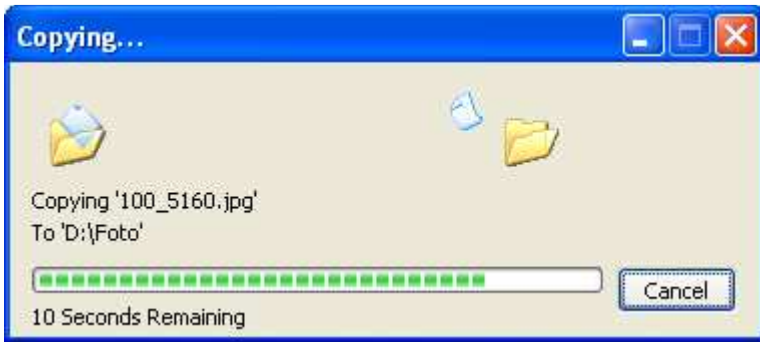 Copying...
Copying '100_5160.jpg'
To 'D:\Foto'
Cancel
10 Seconds Remaining